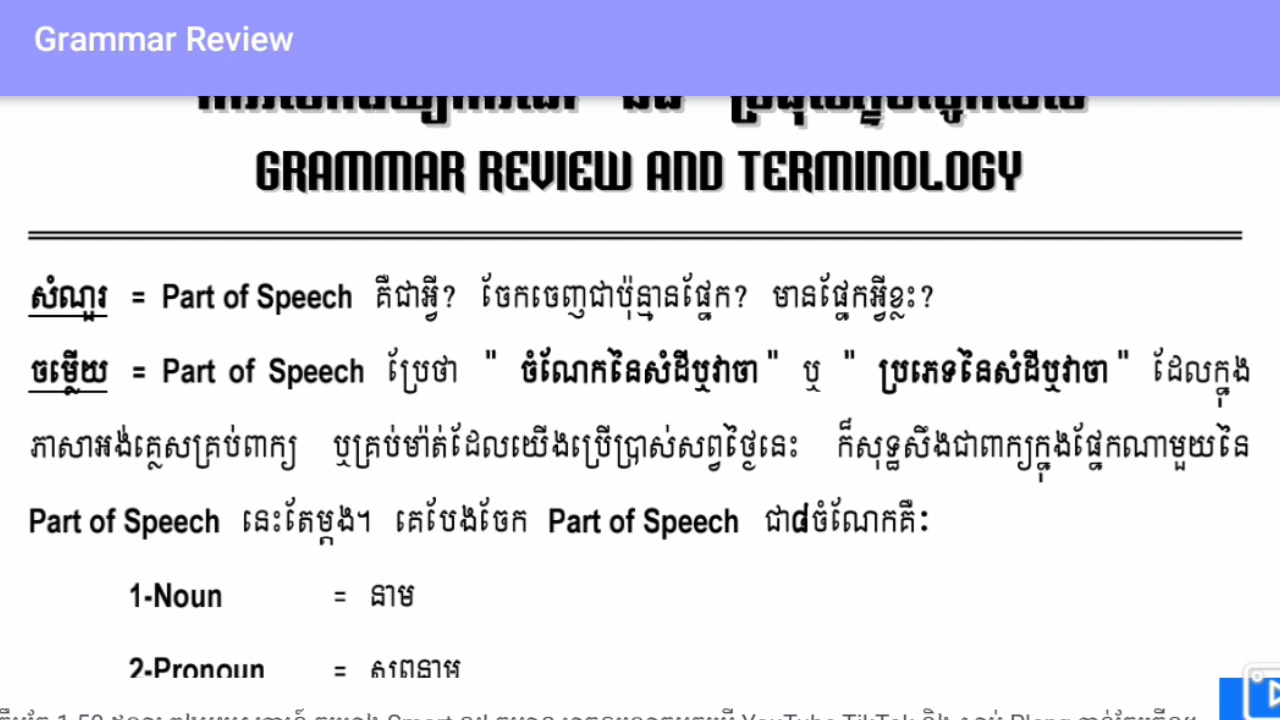 Grammar Review
GRAMMAR REVIEW AND TERMINOLOGY
សំណួរ = Part of Speech គឺជាអ្វី? ចែកចេញជាប៉ុន្មានផ្នែក? មានផ្នែកអ្វីខ្លះ?
ចម្លើយ = Part of Speech ប្រែថា " ចំណែកនៃសំដីឬវាចា" ឬ " ប្រភេទនៃសំដីឬវាចា" ដែលក្នុង
ភាសាអង់គ្លេសគ្រប់ពាក្យ ឬគ្រប់ម៉ាត់ដែលយើងប្រើប្រាស់សព្វថ្ងៃនេះ ក៏សុទ្ឋសឹងជាពាក្យក្នុងផ្នែកណាមួយនៃ
Part of Speech នេះតែម្តង។ គេបែងចែក Part of Speech ជា៨ចំណែកគឺៈ
1-Noun = នាម
2-Pronoun = សព្វនាម